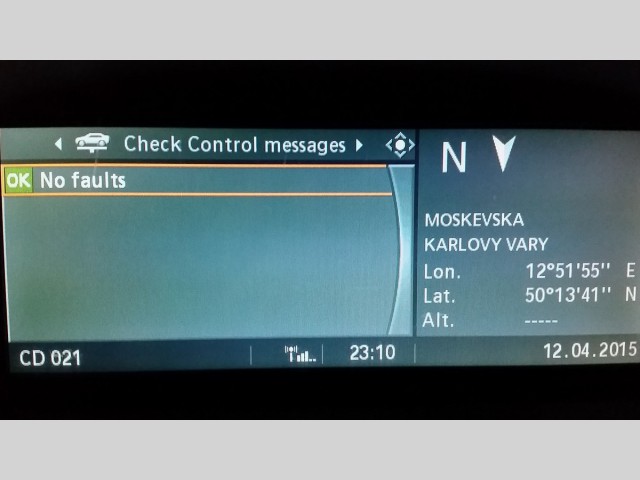 Check Control messages
OK No faults
N
MOSKEVSKA
KARLOVY VARY
Lon. 12°51'55'' E
Lat. 50°13'41'' N
Alt. -----
CD 021 23:10 12.04.2015